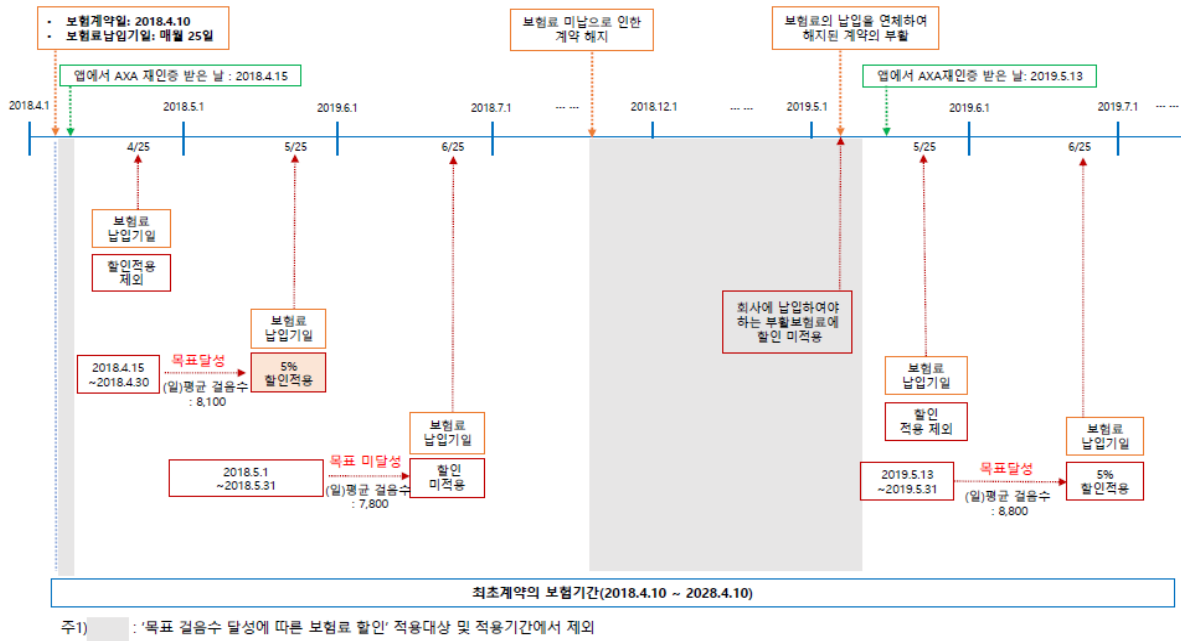 • 보험계약일: 2018.4.10
• 보험료납입기일: 매월 25일
보험료 미납으로 인한
계약 해지
보험료의 납입을 연체하여
해지된 계약의 부활
앱에서 AXA 재인증 받은 날 : 2018.4.15
앱에서 AXA재인증 받은 날: 2019.5.13
2018.4.1
2018.5.1
2019.6.1
2018.7.1
... ...
2018.12.1
... ...
2019.5.1
2019.6.1
2019.7.1
... ...
4/25
5/25
6/25
5/25
6/25
보험료
납입기일
할인적용
제외
보험료
납입기일
2018.4.15
~2018.4.30
목표달성
(일)평균 걸음수
: 8,100
5%
할인적용
보험료
납입기일
2018.5.1
~2018.5.31
목표 미달성
(일)평균 걸음수
: 7,800
할인
미적용
회사에 납입하여야
하는 부활보험료에
할인 미적용
보험료
납입기일
할인
적용 제외
보험료
납입기일
2019.5.13
~2019.5.31
목표달성
(일)평균 걸음수
: 8,800
5%
할인적용
최초계약의 보험기간(2018.4.10 ~ 2028.4.10)
주1) : '목표 걸음수 달성에 따른 보험료 할인' 적용대상 및 적용기간에서 제외